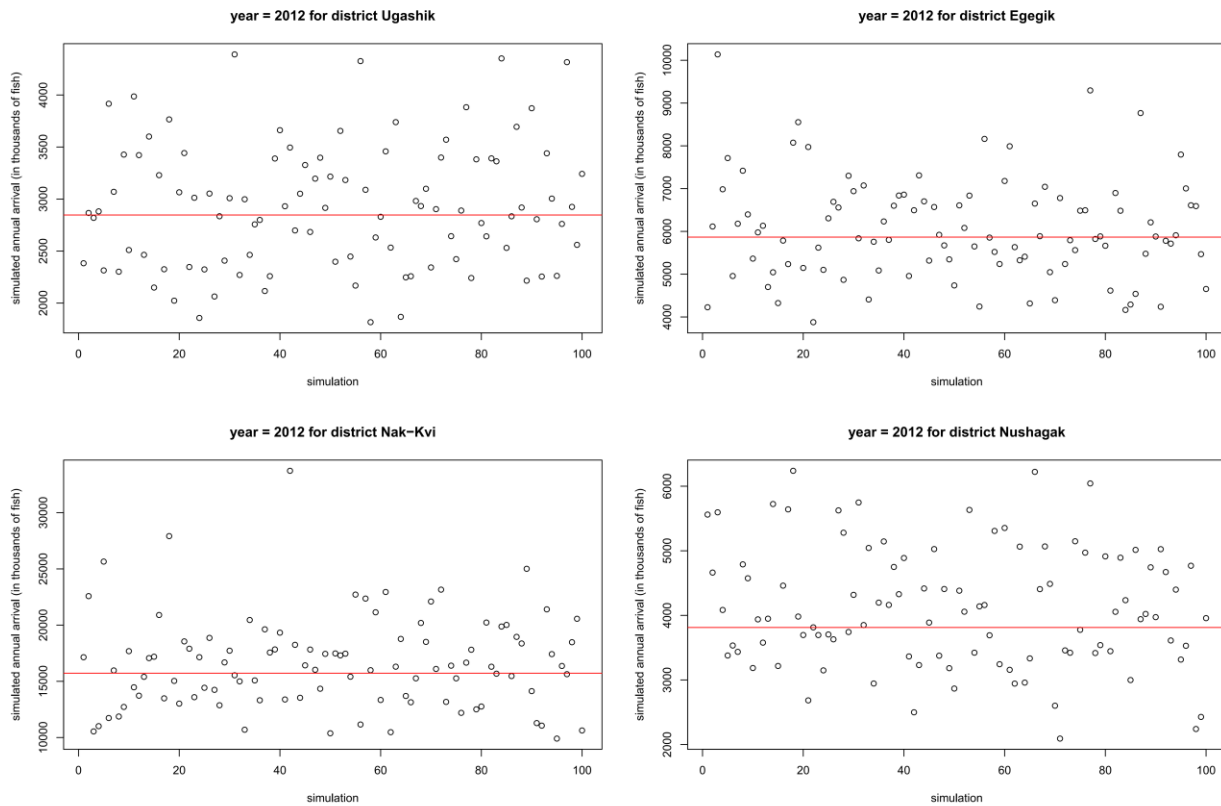 year = 2012 for district Ugashik
simulated annual arrival (in thousands of fish)
4000
3500
3000
2500
2000
0 20 40 60 80 100
simulation
year = 2012 for district Egegik
simulated annual arrival (in thousands of fish)
10000
9000
8000
7000
6000
5000
4000
0 20 40 60 80 100
simulation
year = 2012 for district Nak−Kvi
simulated annual arrival (in thousands of fish)
30000
25000
20000
15000
10000
0 20 40 60 80 100
simulation
year = 2012 for district Nushagak
simulated annual arrival (in thousands of fish)
6000
5000
4000
3000
2000
0 20 40 60 80 100
simulation